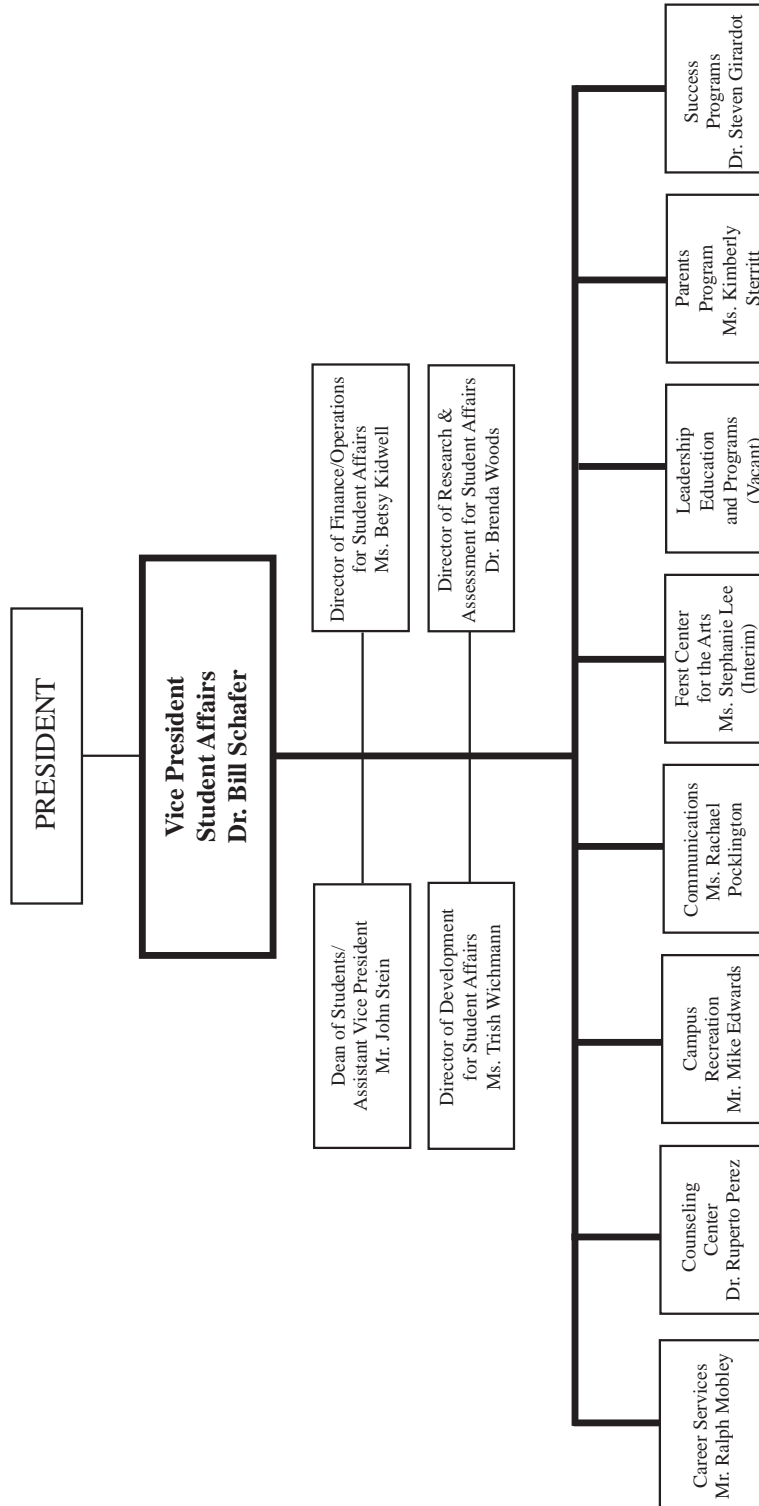 PRESIDENT
Vice President
Student Affairs
Dr. Bill Schafer
Dean of Students/
Assistant Vice President
Mr. John Stein
Director of Finance/Operations
for Student Affairs
Ms. Betsy Kidwell
Director of Development
for Student Affairs
Ms. Trish Wichmann
Director of Research &
Assessment for Student Affairs
Dr. Brenda Woods
Career Services
Mr. Ralph Mobley
Counseling
Center
Dr. Ruperto Perez
Campus
Recreation
Mr. Mike Edwards
Communications
Ms. Rachael
Pocklington
Ferst Center
for the Arts
Ms. Stephanie Lee
(Interim)
Leadership
Education
and Programs
(Vacant)
Parents
Program
Ms. Kimberly
Sterritt
Success
Programs
Dr. Steven Girardot